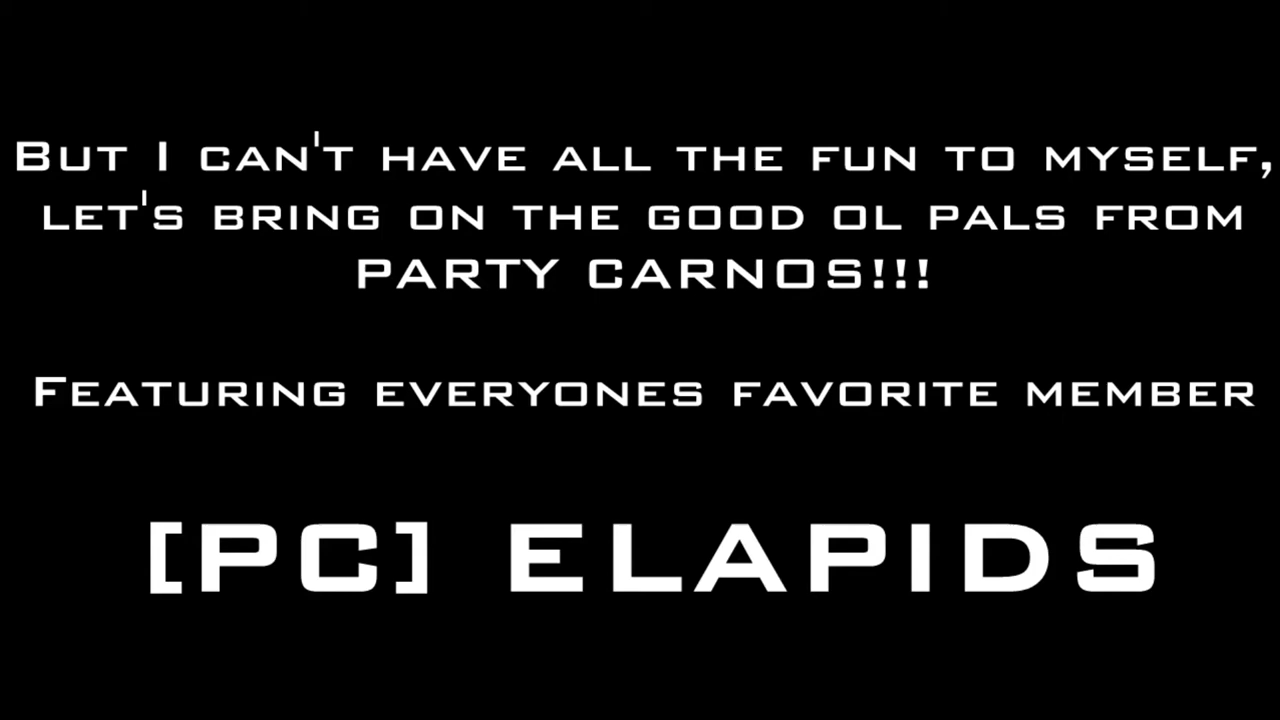 But I can't have all the fun to myself,
let's bring on the good ol pals from
PARTY CARNOS!!!
Featuring everyones favorite member
[PC] ELAPIDS